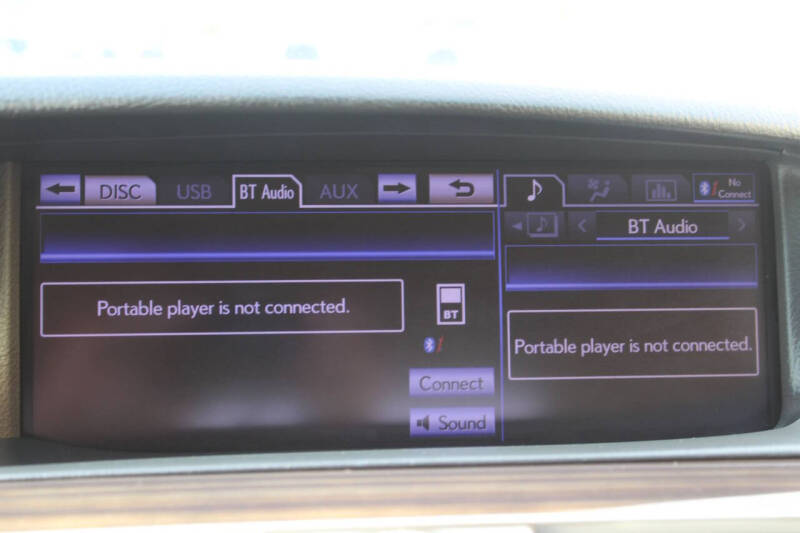 DISC USB BT Audio AUX
No
Connect
BT Audio
Portable player is not connected.
BT
Portable player is not connected.
Connect
Sound